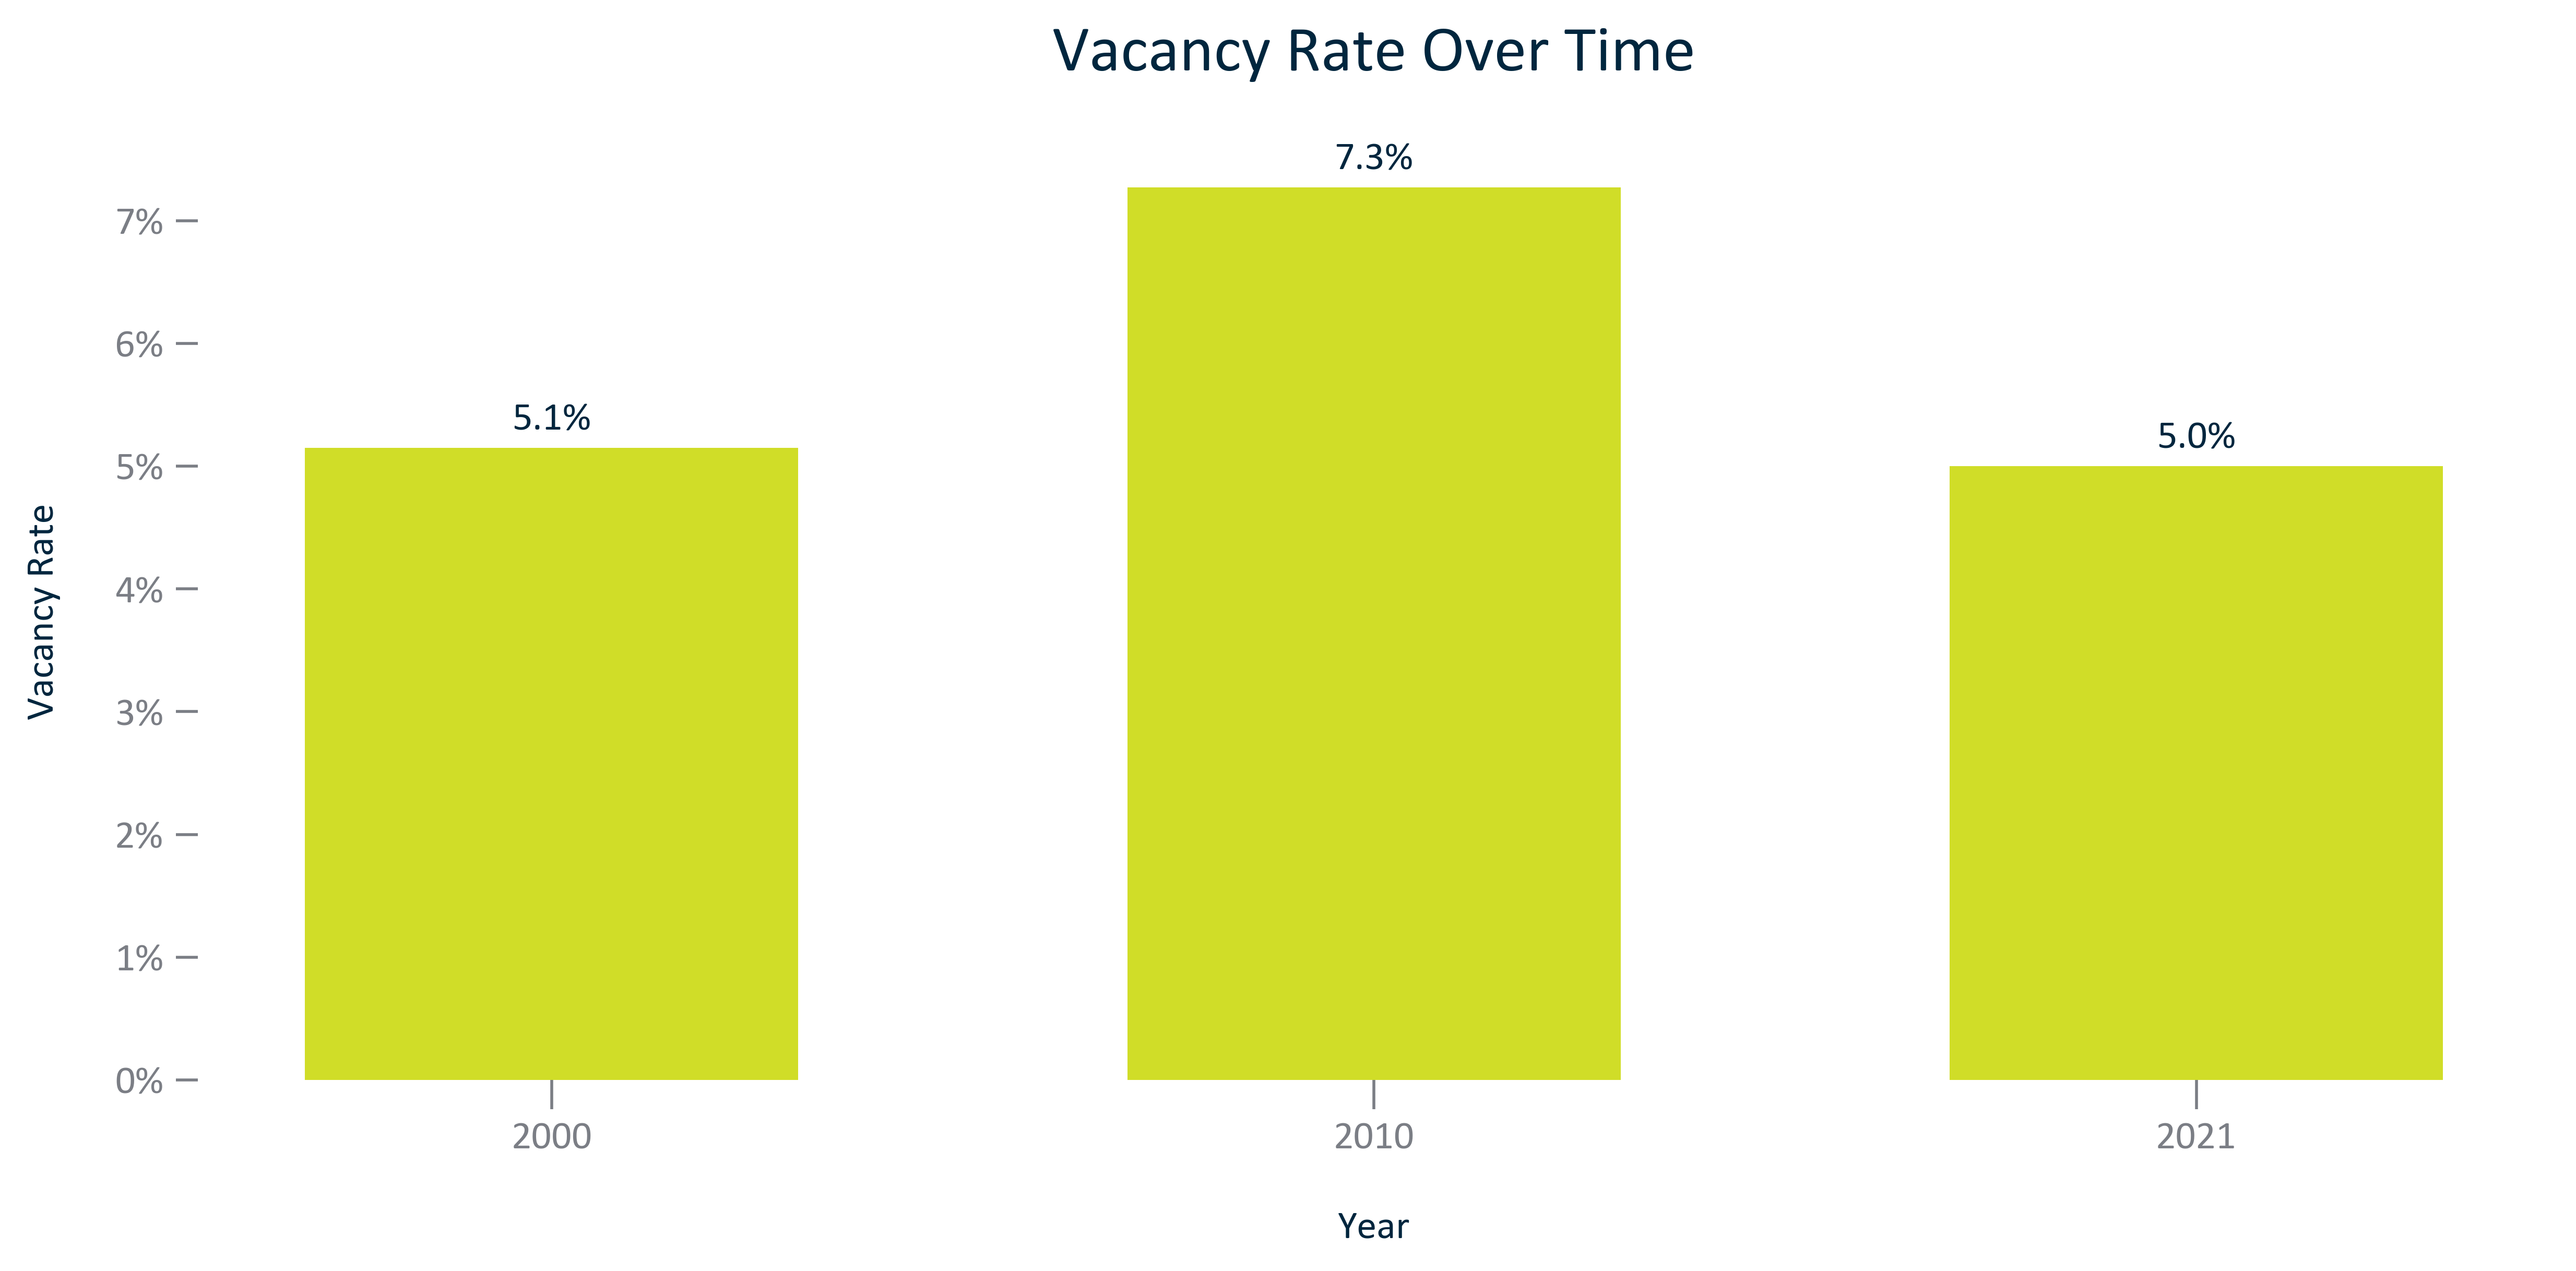 Vacancy Rate Over Time
7.3%
7%
6%
5.1%
5.0%
5%
4%
Vacancy Rate
3%
2%
1%
0%
2000 2010 2021
Year